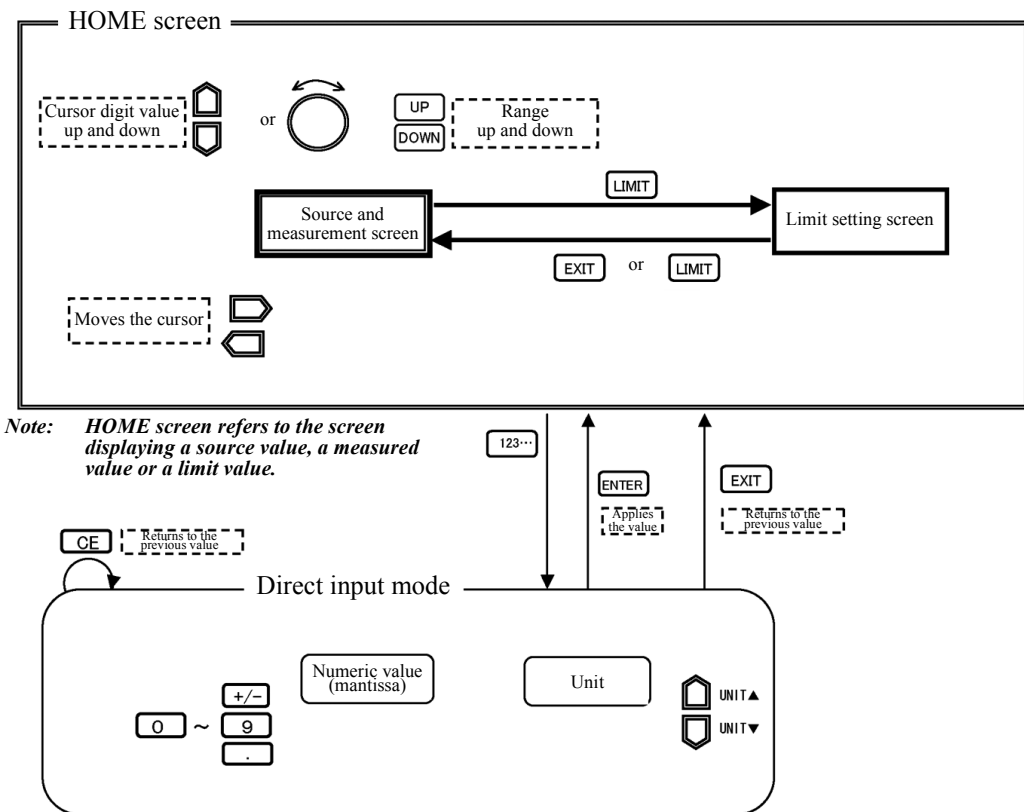 HOME screen
Cursor digit value
up and down
or
UP
DOWN
Range
up and down
LIMIT
Source and
measurement screen
Limit setting screen
EXIT or LIMIT
Moves the cursor
Note: HOME screen refers to the screen
displaying a source value, a measured
value or a limit value.
123…
ENTER
Applies
the value
EXIT
Returns to the
previous value
CE
Returns to the
previous value
Direct input mode
Numeric value
(mantissa)
Unit
+/-
0 ~ 9
.
UNIT▲
UNIT▼